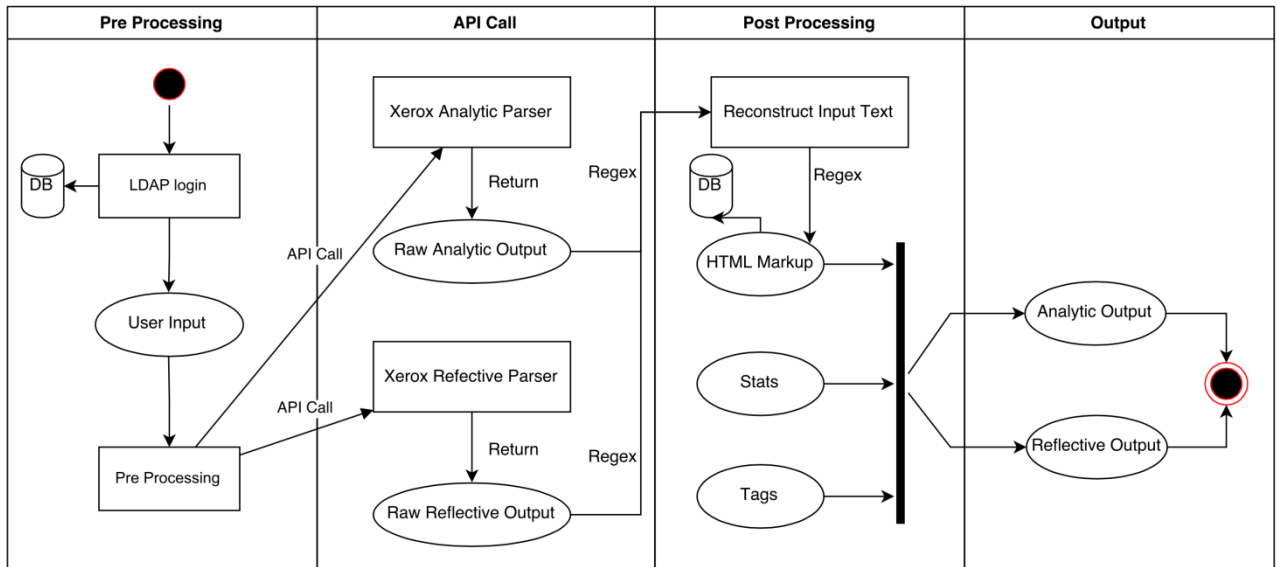 Pre Processing
API Call
Post Processing
Output
DB
LDAP login
User Input
Pre Processing
API Call
API Call
Xerox Analytic Parser
Return
Raw Analytic Output
Regex
Xerox Refective Parser
Return
Raw Reflective Output
Regex
Reconstruct Input Text
DB
Regex
HTML Markup
Stats
Tags
Analytic Output
Reflective Output